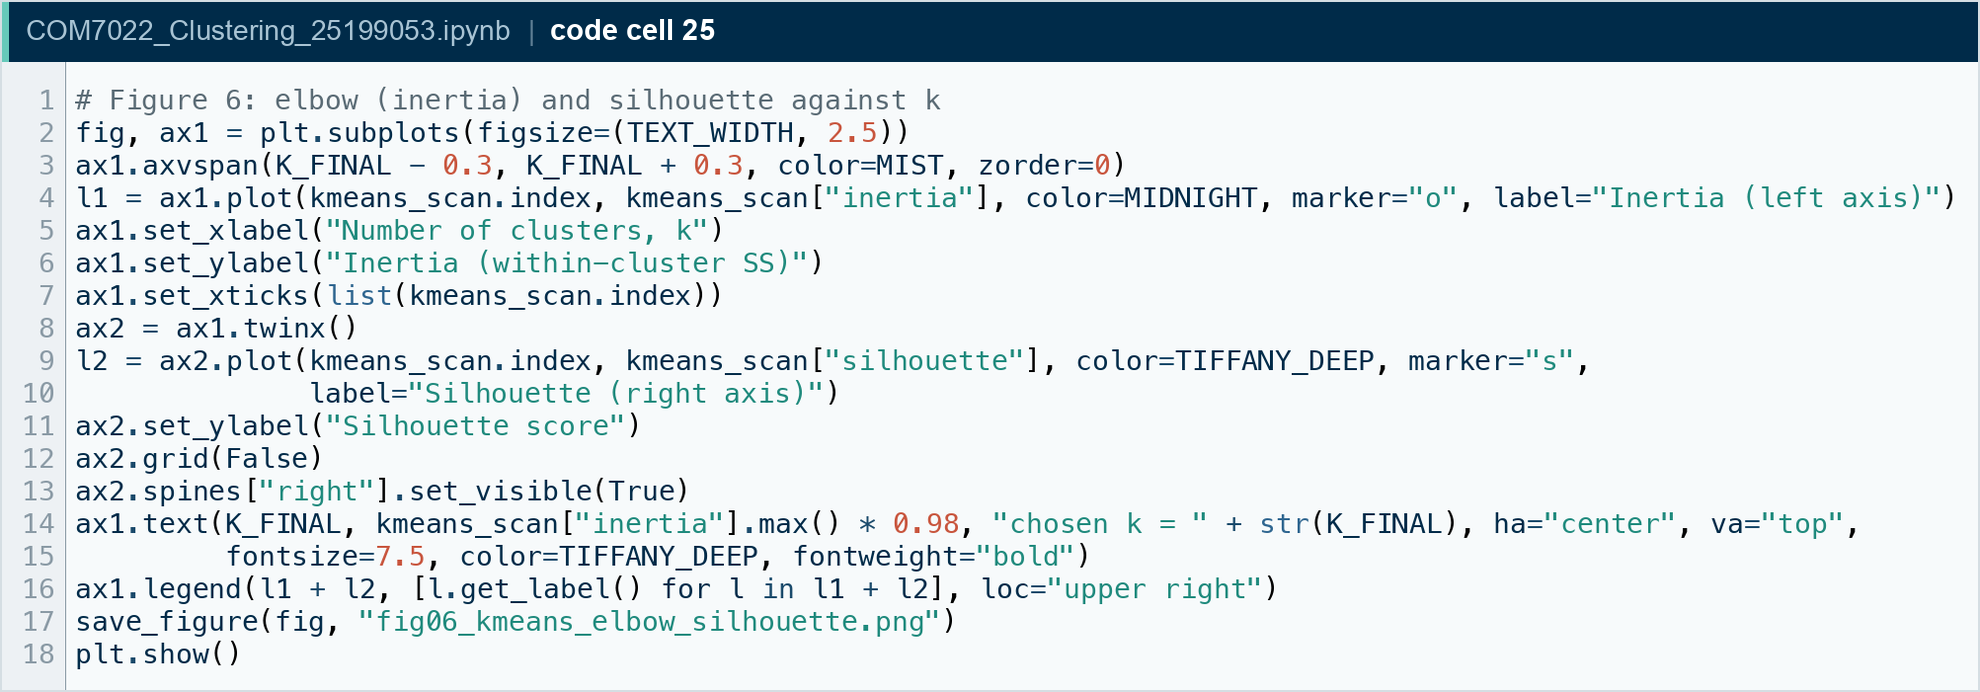 COM7022_Clustering_25199053.ipynb | code cell 25
1 # Figure 6: elbow (inertia) and silhouette against k
2 fig, ax1 = plt.subplots(figsize=(TEXT_WIDTH, 2.5))
3 ax1.axvspan(K_FINAL − 0.3, K_FINAL + 0.3, color=MIST, zorder=0)
4 l1 = ax1.plot(kmeans_scan.index, kmeans_scan["inertia"], color=MIDNIGHT, marker="o", label="Inertia (left axis)")
5 ax1.set_xlabel("Number of clusters, k")
6 ax1.set_ylabel("Inertia (within−cluster SS)")
7 ax1.set_xticks(list(kmeans_scan.index))
8 ax2 = ax1.twinx()
9 l2 = ax2.plot(kmeans_scan.index, kmeans_scan["silhouette"], color=TIFFANY_DEEP, marker="s",
10               label="Silhouette (right axis)")
11 ax2.set_ylabel("Silhouette score")
12 ax2.grid(False)
13 ax2.spines["right"].set_visible(True)
14 ax1.text(K_FINAL, kmeans_scan["inertia"].max() * 0.98, "chosen k = " + str(K_FINAL), ha="center", va="top",
15          fontsize=7.5, color=TIFFANY_DEEP, fontweight="bold")
16 ax1.legend(l1 + l2, [l.get_label() for l in l1 + l2], loc="upper right")
17 save_figure(fig, "fig06_kmeans_elbow_silhouette.png")
18 plt.show()